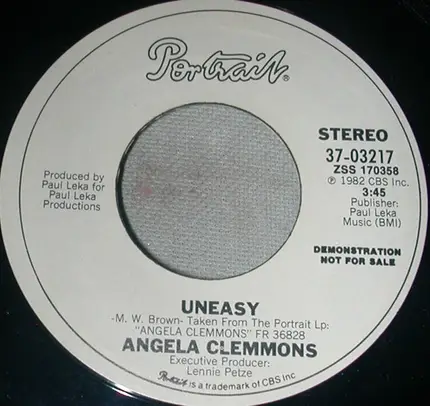 Portrait®
STEREO
37-03217
ZSS 170358
℗ 1982 CBS Inc.
3:45
Publisher:
Paul Leka
Music (BMI)
Produced by
Paul Leka for
Paul Leka
Productions
DEMONSTRATION
NOT FOR SALE
UNEASY
-M. W. Brown- Taken From The Portrait Lp:
"ANGELA CLEMMONS" FR 36828
ANGELA CLEMMONS
Executive Producer:
Lennie Petze
Portrait is a trademark of CBS Inc